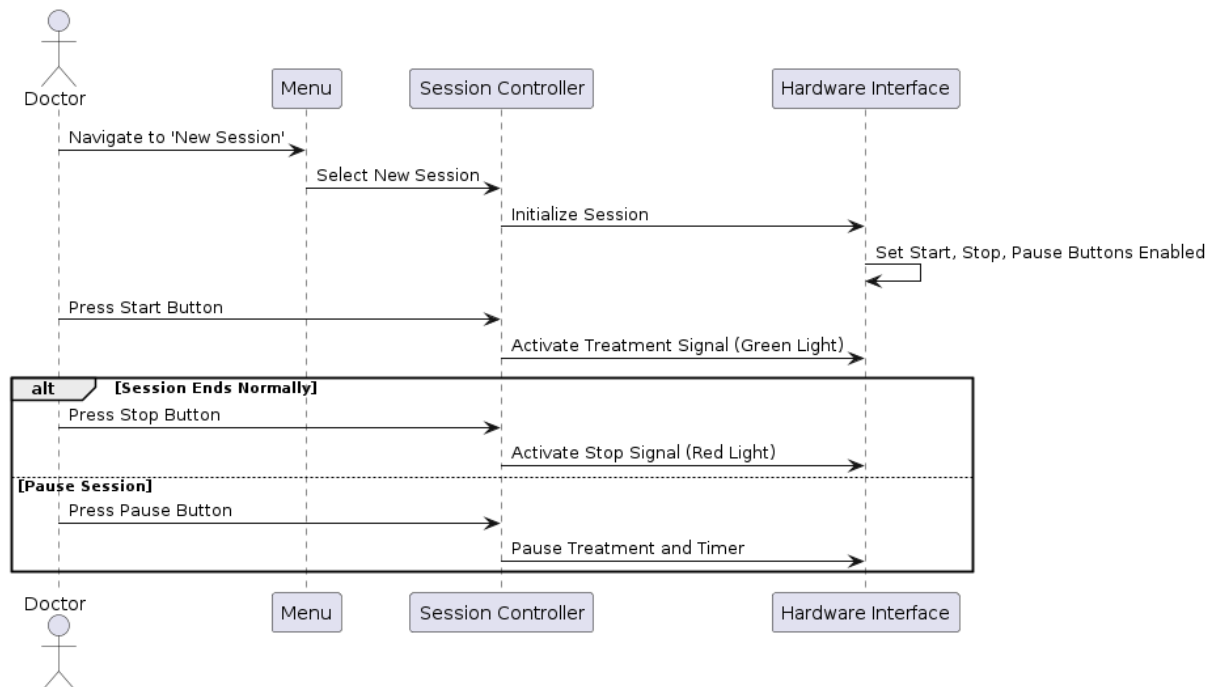 Doctor
Menu
Session Controller
Hardware Interface
Navigate to 'New Session'
Select New Session
Initialize Session
Set Start, Stop, Pause Buttons Enabled
Press Start Button
Activate Treatment Signal (Green Light)
alt [Session Ends Normally]
Press Stop Button
Activate Stop Signal (Red Light)
[Pause Session]
Press Pause Button
Pause Treatment and Timer
Doctor
Menu
Session Controller
Hardware Interface